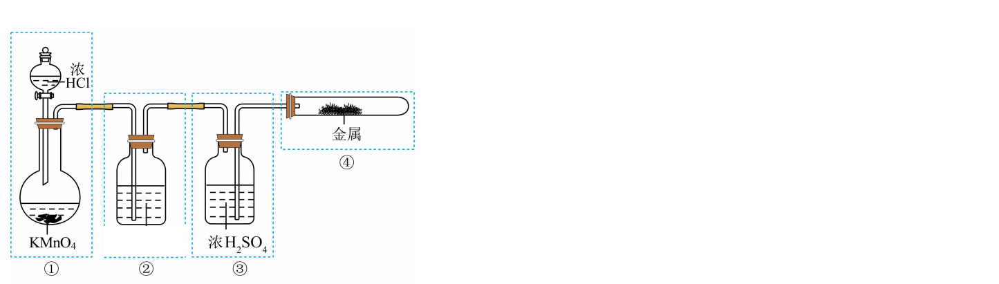 浓
HCl
金属
④
KMnO₄
浓H₂SO₄
① ② ③